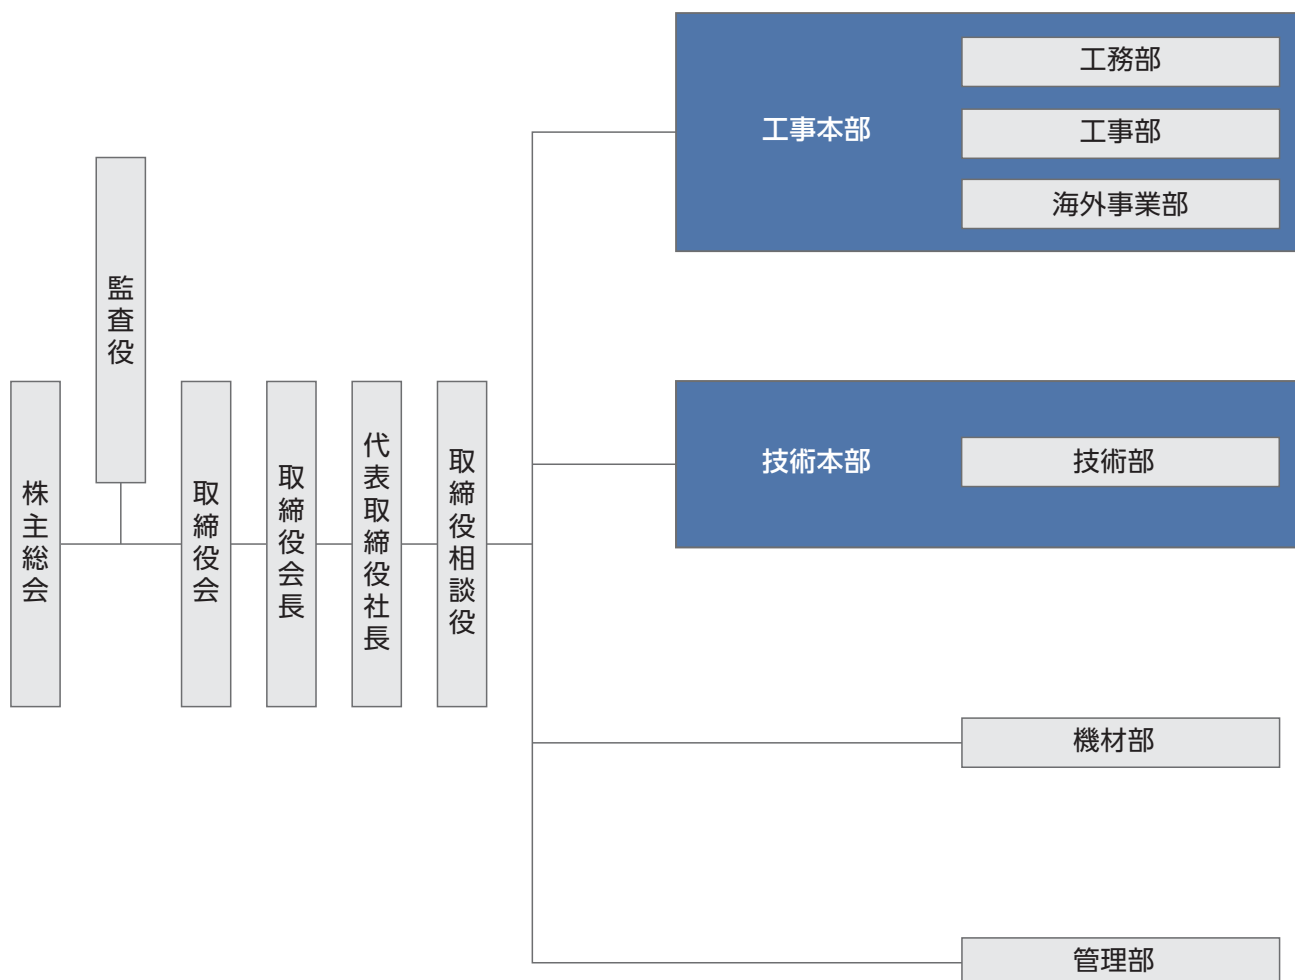 株主総会
監査役
取締役会
取締役会長
代表取締役社長
取締役相談役
工事本部
工務部
工事部
海外事業部
技術本部
技術部
機材部
管理部